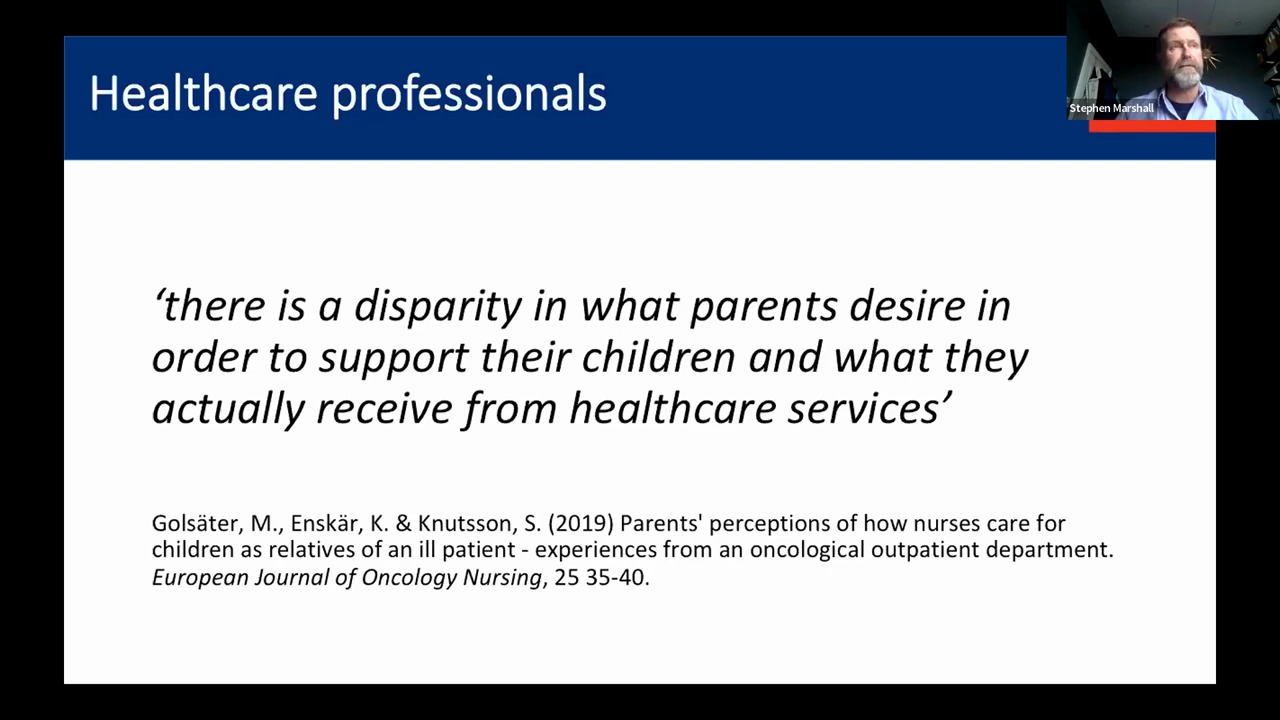 Healthcare professionals
Stephen Marshall
‘there is a disparity in what parents desire in
order to support their children and what they
actually receive from healthcare services’
Golsäter, M., Enskär, K. & Knutsson, S. (2019) Parents' perceptions of how nurses care for
children as relatives of an ill patient - experiences from an oncological outpatient department.
European Journal of Oncology Nursing, 25 35-40.